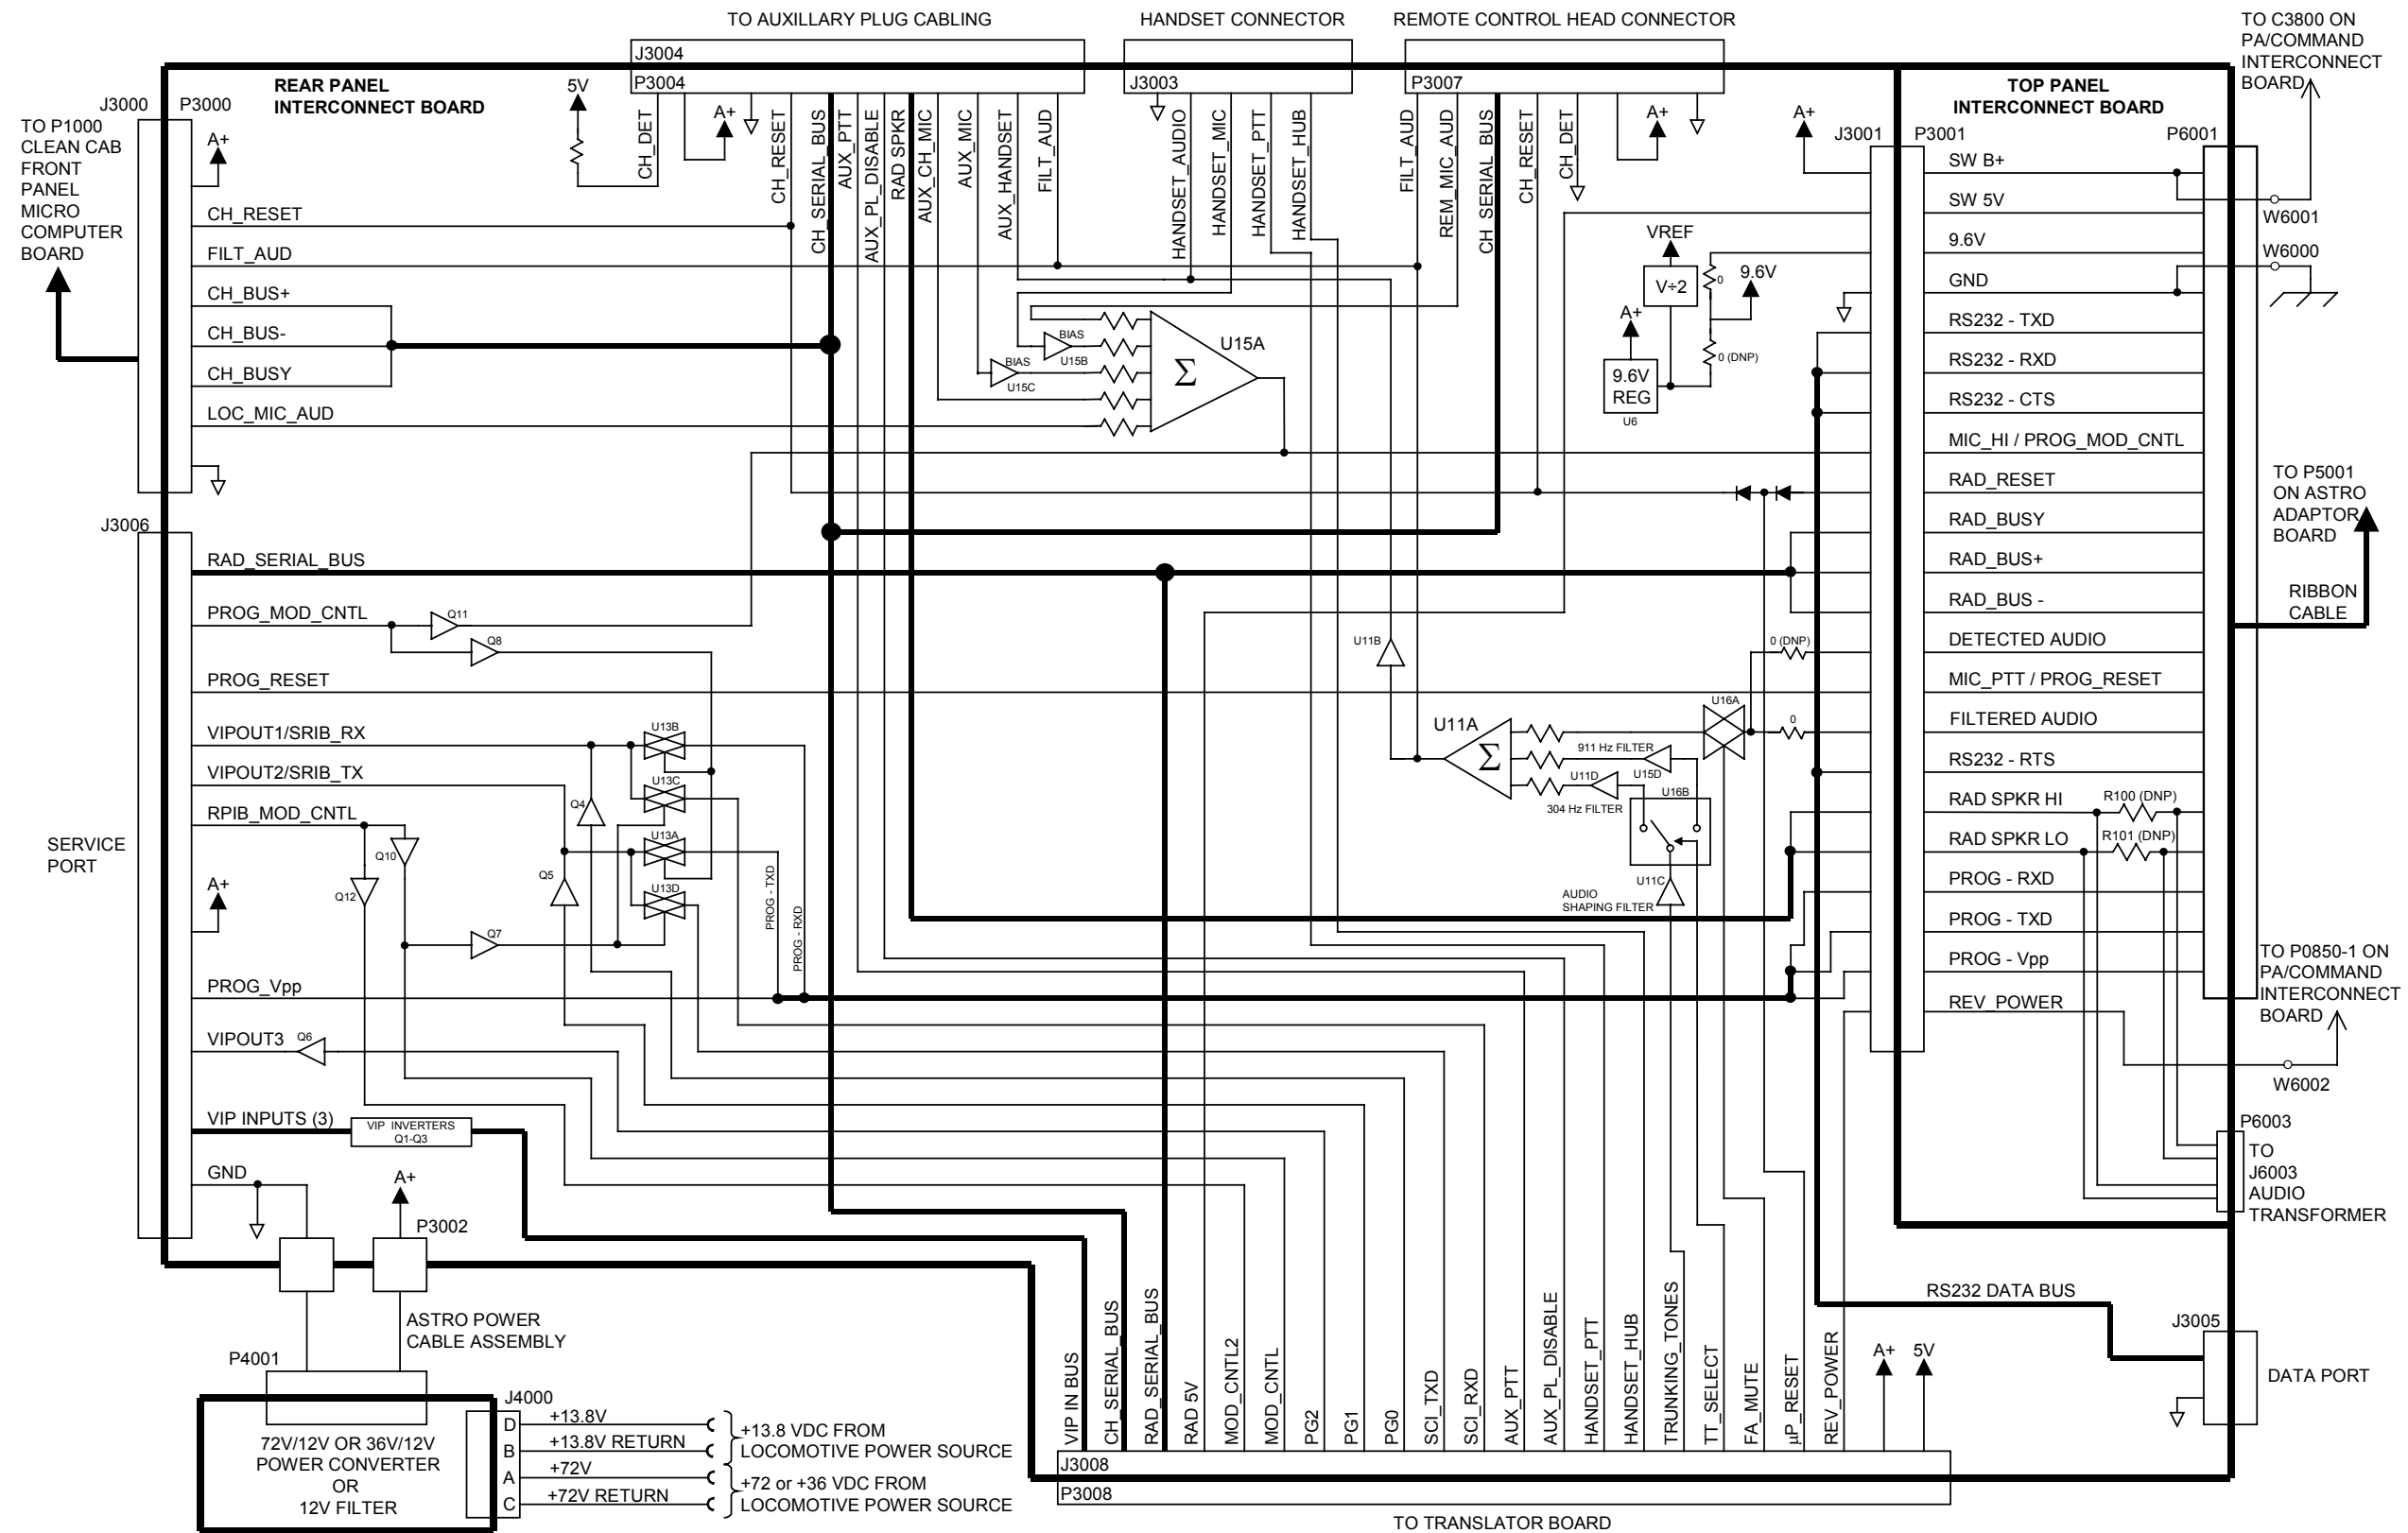 TO AUXILLARY PLUG CABLING
HANDSET CONNECTOR
REMOTE CONTROL HEAD CONNECTOR
TO C3800 ON
PA/COMMAND
INTERCONNECT
BOARD
J3004
P3004
J3003
P3007
REAR PANEL
INTERCONNECT BOARD
TOP PANEL
INTERCONNECT BOARD
J3000
P3000
TO P1000
CLEAN CAB
FRONT
PANEL
MICRO
COMPUTER
BOARD
A+
CH_RESET
FILT_AUD
CH_BUS+
CH_BUS-
CH_BUSY
LOC_MIC_AUD
5V
CH_DET
A+
CH_RESET
CH_SERIAL_BUS
AUX_PTT
AUX_PL_DISABLE
RAD SPKR
AUX_CH_MIC
AUX_MIC
AUX_HANDSET
FILT_AUD
HANDSET_AUDIO
HANDSET_MIC
HANDSET_PTT
HANDSET_HUB
FILT_AUD
REM_MIC_AUD
CH_SERIAL_BUS
CH_RESET
CH_DET
A+
BIAS
U15B
BIAS
U15C
Σ
U15A
VREF
V÷2
0
9.6V
A+
0 (DNP)
9.6V
REG
U6
A+
J3001
P3001
P6001
SW B+
SW 5V
W6001
9.6V
W6000
GND
RS232 - TXD
RS232 - RXD
RS232 - CTS
MIC_HI / PROG_MOD_CNTL
RAD_RESET
RAD_BUSY
RAD_BUS+
RAD_BUS -
DETECTED AUDIO
MIC_PTT / PROG_RESET
FILTERED AUDIO
RS232 - RTS
RAD SPKR HI
R100 (DNP)
RAD SPKR LO
R101 (DNP)
PROG - RXD
PROG - TXD
PROG - Vpp
REV_POWER
TO P5001
ON ASTRO
ADAPTOR
BOARD
RIBBON
CABLE
TO P0850-1 ON
PA/COMMAND
INTERCONNECT
BOARD
W6002
P6003
TO
J6003
AUDIO
TRANSFORMER
J3006
SERVICE
PORT
RAD_SERIAL_BUS
PROG_MOD_CNTL
Q11
Q8
PROG_RESET
VIPOUT1/SRIB_RX
VIPOUT2/SRIB_TX
RPIB_MOD_CNTL
Q10
Q12
Q4
Q5
Q7
U13B
U13C
U13A
U13D
PROG - TXD
PROG - RXD
A+
PROG_Vpp
VIPOUT3
Q6
VIP INPUTS (3)
VIP INVERTERS
Q1-Q3
GND
A+
P3002
U11B
0 (DNP)
U16A
0
U11A
Σ
911 Hz FILTER
U15D
U11D
304 Hz FILTER
U16B
U11C
AUDIO
SHAPING FILTER
ASTRO POWER
CABLE ASSEMBLY
P4001
72V/12V OR 36V/12V
POWER CONVERTER
OR
12V FILTER
J4000
D
+13.8V
B
+13.8V RETURN
A
+72V
C
+72V RETURN
+13.8 VDC FROM
LOCOMOTIVE POWER SOURCE
+72 or +36 VDC FROM
LOCOMOTIVE POWER SOURCE
VIP IN BUS
CH_SERIAL_BUS
RAD_SERIAL_BUS
RAD 5V
MOD_CNTL2
MOD_CNTL
PG2
PG1
PG0
SCI_TXD
SCI_RXD
AUX_PTT
AUX_PL_DISABLE
HANDSET_PTT
HANDSET_HUB
TRUNKING_TONES
TT_SELECT
FA_MUTE
µP_RESET
REV_POWER
A+
5V
J3008
P3008
TO TRANSLATOR BOARD
RS232 DATA BUS
J3005
DATA PORT